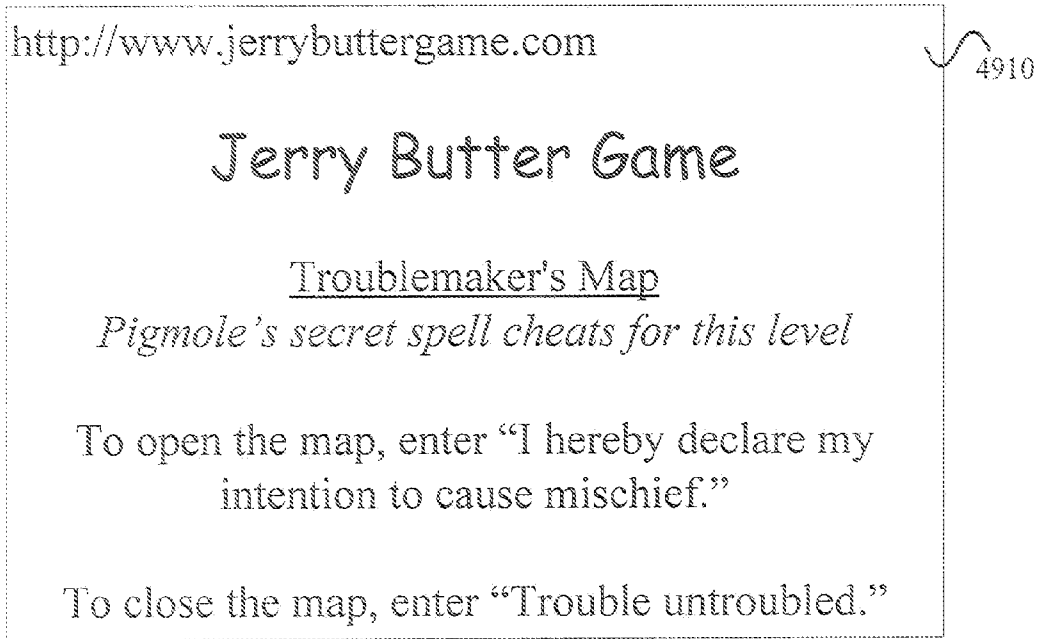 http://www.jerrybuttergame.com
4910
Jerry Butter Game
Troublemaker's Map
Pigmole’s secret spell cheats for this level
To open the map, enter “I hereby declare my
intention to cause mischief.”
To close the map, enter “Trouble untroubled.”